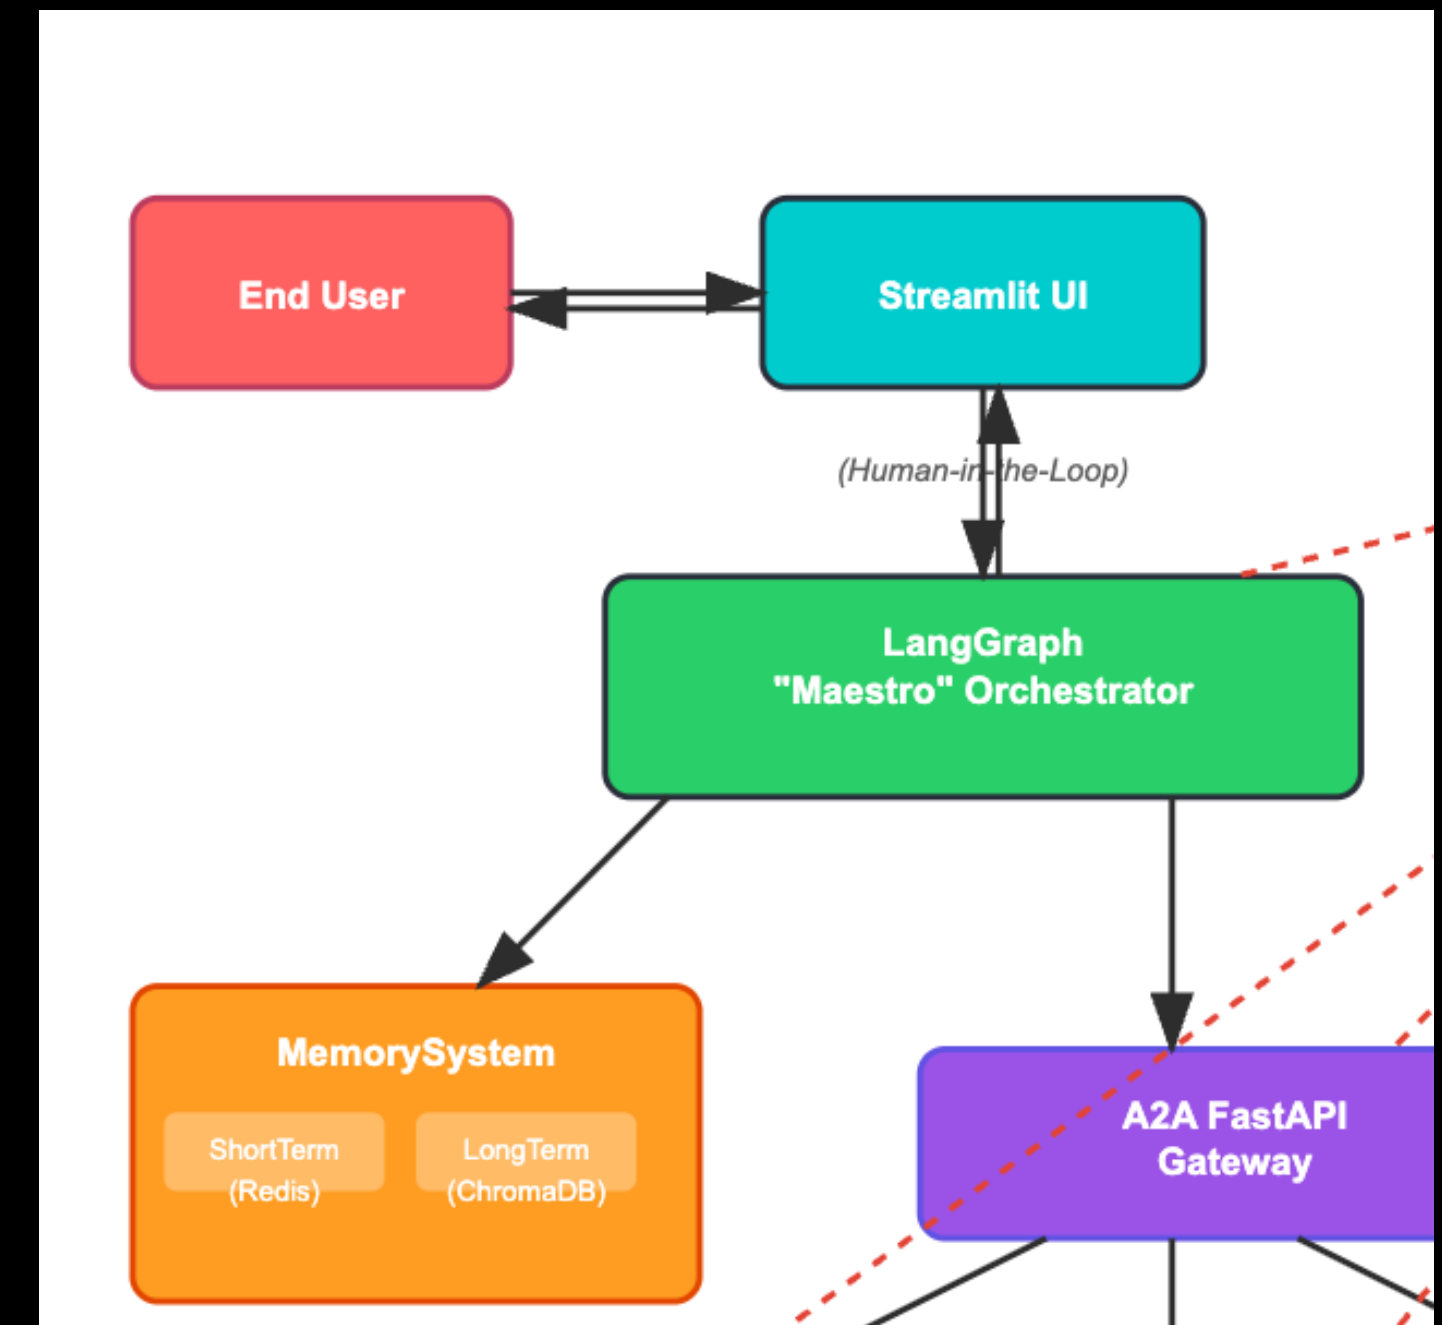 End User
Streamlit UI
(Human-in-the-Loop)
LangGraph
"Maestro" Orchestrator
MemorySystem
ShortTerm
(Redis)
LongTerm
(ChromaDB)
A2A FastAPI
Gateway